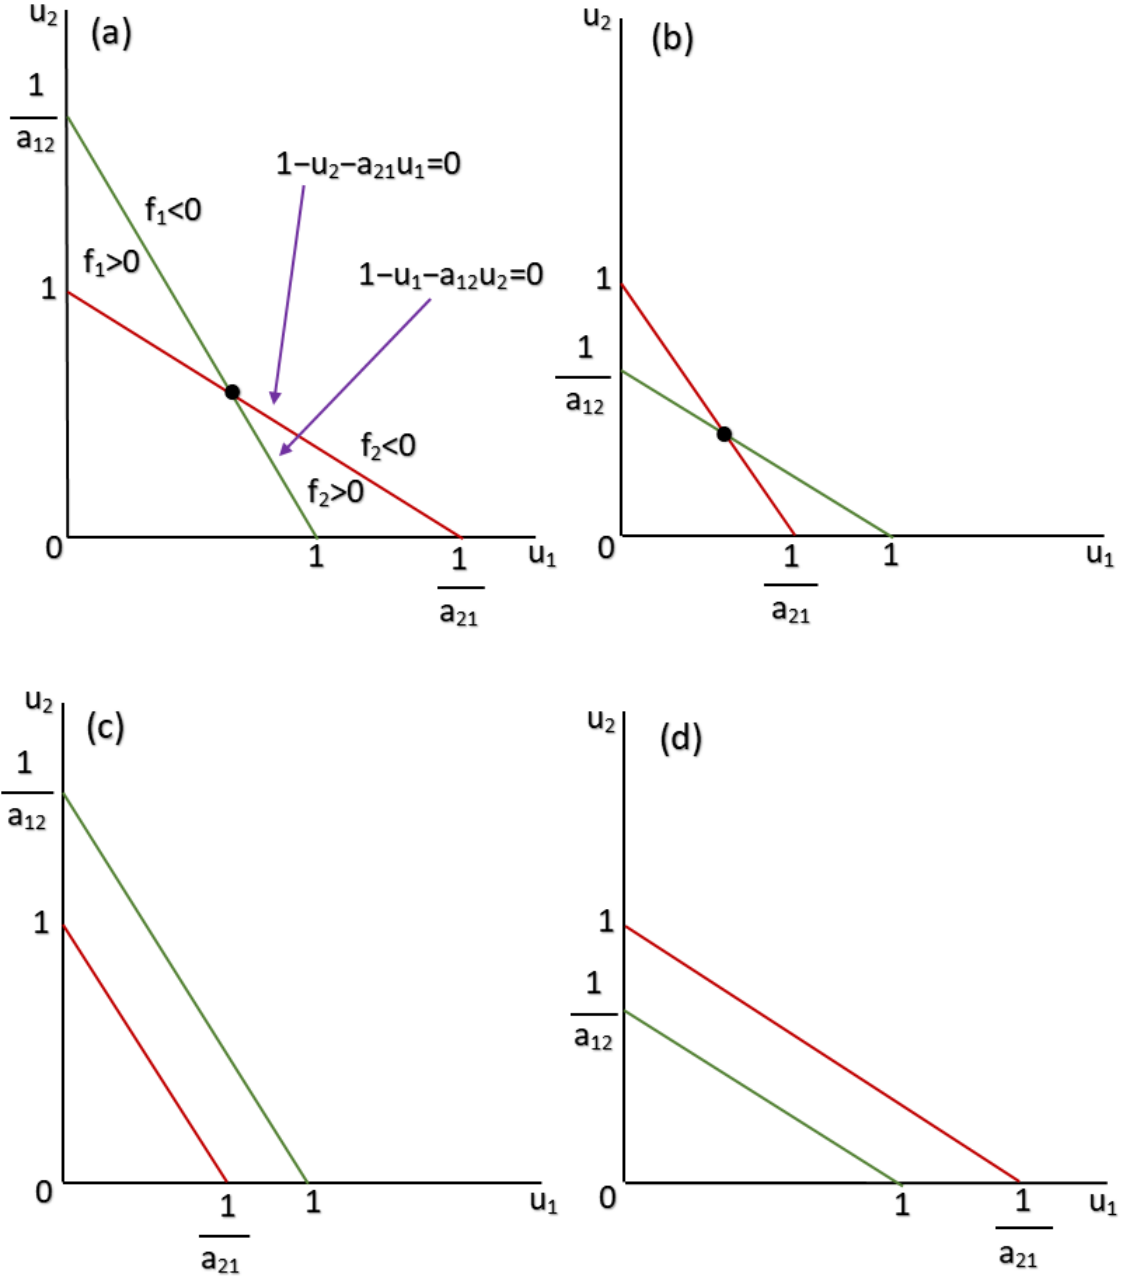 u₂
(a)
1
a₁₂
1−u₂−a₂₁u₁=0
f₁<0
f₁>0
1−u₁−a₁₂u₂=0
1
f₂<0
f₂>0
0
1
1
a₂₁
u₁
u₂
(b)
1
1
a₁₂
0
1
a₂₁
1
u₁
u₂
(c)
1
a₁₂
1
0
1
a₂₁
1
u₁
u₂
(d)
1
1
a₁₂
0
1
1
a₂₁
u₁